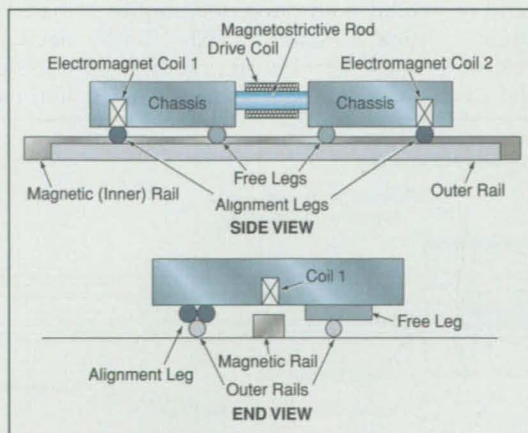 Magnetostrictive Rod
Drive Coil
Electromagnet Coil 1
Electromagnet Coil 2
Chassis
Chassis
Free Legs
Magnetic (Inner) Rail
Alignment Legs
Outer Rail
SIDE VIEW
Coil 1
Free Leg
Magnetic Rail
Alignment Leg
Outer Rails
END VIEW